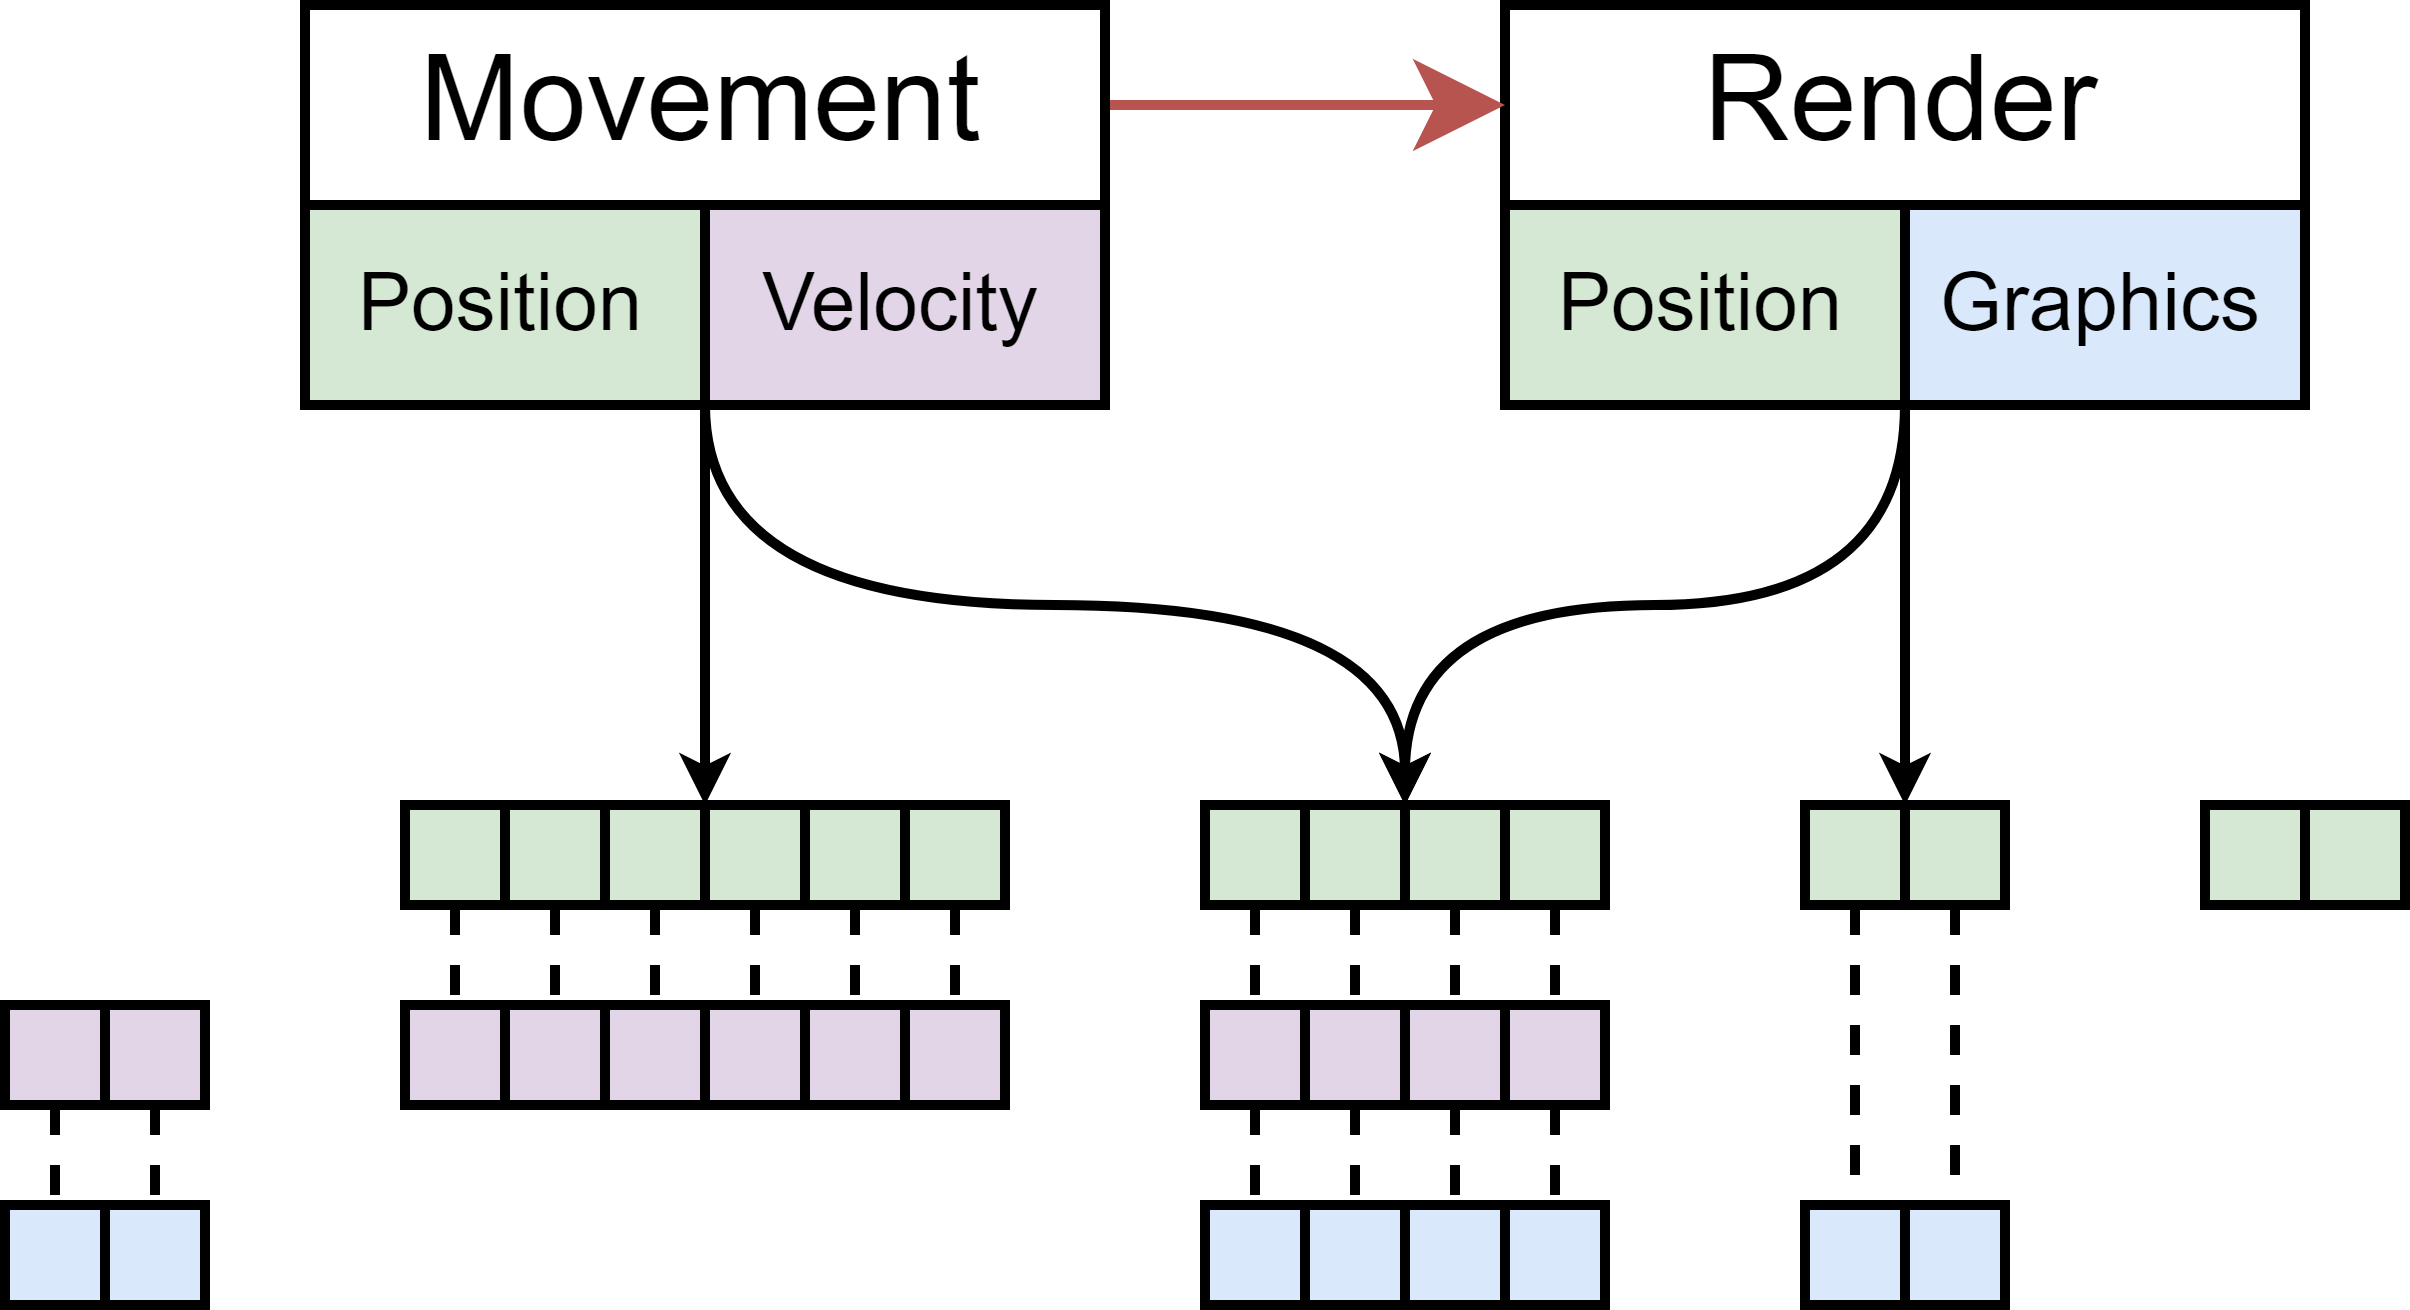 Movement
Render
Position
Velocity
Position
Graphics